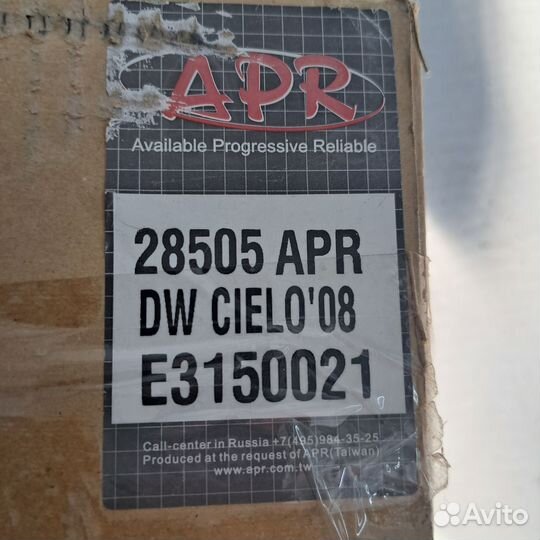 APR
Available Progressive Reliable
28505 APR
DW CIELO'08
E3150021
Call-center in Russia +7(495)984-35-25
Produced at the request of APR(Taiwan)
www.apr.com.tw
Avito